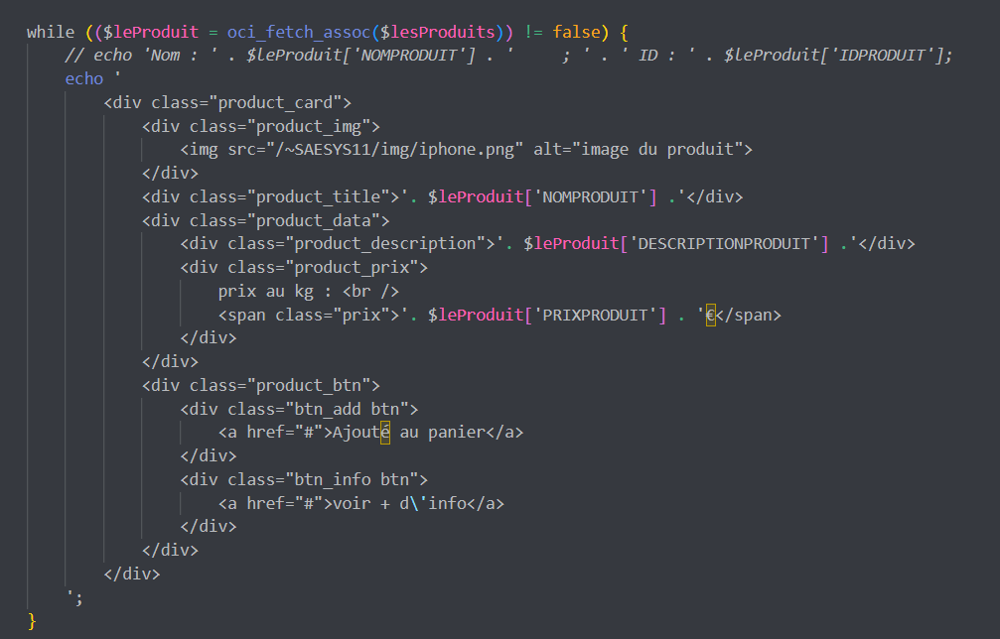 while (($leProduit = oci_fetch_assoc($lesProduits)) != false) {
    // echo 'Nom : ' . $leProduit['NOMPRODUIT'] . '     ; ' . ' ID : ' . $leProduit['IDPRODUIT'];
    echo '
        <div class="product_card">
            <div class="product_img">
                <img src="/~SAESYS11/img/iphone.png" alt="image du produit">
            </div>
            <div class="product_title">'. $leProduit['NOMPRODUIT'] .'</div>
            <div class="product_data">
                <div class="product_description">'. $leProduit['DESCRIPTIONPRODUIT'] .'</div>
                <div class="product_prix">
                    prix au kg : <br />
                    <span class="prix">'. $leProduit['PRIXPRODUIT'] . '€</span>
                </div>
            </div>
            <div class="product_btn">
                <div class="btn_add btn">
                    <a href="#">Ajouté au panier</a>
                </div>
                <div class="btn_info btn">
                    <a href="#">voir + d\'info</a>
                </div>
            </div>
        </div>
    ';
}